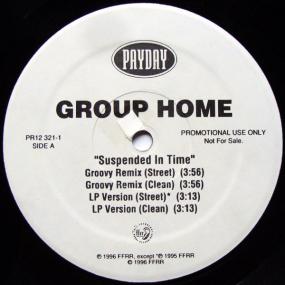 PAYDAY
GROUP HOME
PR12 321-1
SIDE A
PROMOTIONAL USE ONLY
Not For Sale.
"Suspended In Time"
Groovy Remix (Street) (3:56)
Groovy Remix (Clean) (3:56)
LP Version (Street)* (3:13)
LP Version (Clean) (3:13)
ffrr
℗ 1996 FFRR, except *℗ 1995 FFRR
© 1996 FFRR